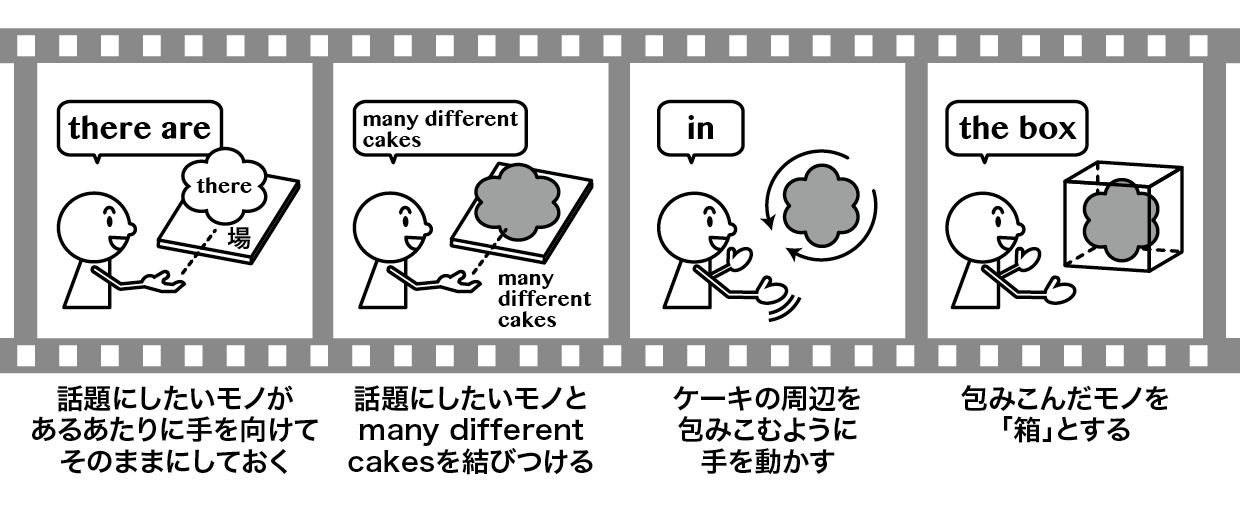 there are
there
場
many different
cakes
many
different
cakes
in
the box
話題にしたいモノが
あるあたりに手を向けて
そのままにしておく
話題にしたいモノと
many different
cakesを結びつける
ケーキの周辺を
包みこむように
手を動かす
包みこんだモノを
「箱」とする